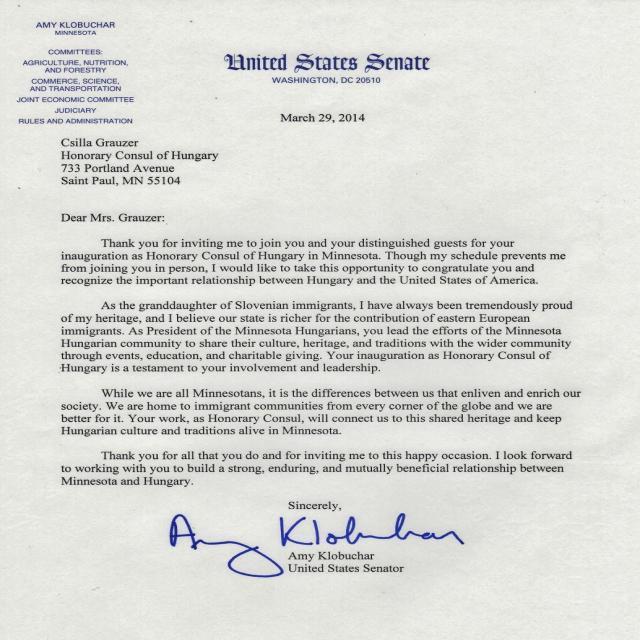 AMY KLOBUCHAR
MINNESOTA
COMMITTEES:
AGRICULTURE, NUTRITION,
AND FORESTRY
COMMERCE, SCIENCE,
AND TRANSPORTATION
JOINT ECONOMIC COMMITTEE
JUDICIARY
RULES AND ADMINISTRATION
United States Senate
WASHINGTON, DC 20510
March 29, 2014
Csilla Grauzer
Honorary Consul of Hungary
733 Portland Avenue
Saint Paul, MN 55104
Dear Mrs. Grauzer:
Thank you for inviting me to join you and your distinguished guests for your
inauguration as Honorary Consul of Hungary in Minnesota. Though my schedule prevents me
from joining you in person, I would like to take this opportunity to congratulate you and
recognize the important relationship between Hungary and the United States of America.
As the granddaughter of Slovenian immigrants, I have always been tremendously proud
of my heritage, and I believe our state is richer for the contribution of eastern European
immigrants. As President of the Minnesota Hungarians, you lead the efforts of the Minnesota
Hungarian community to share their culture, heritage, and traditions with the wider community
through events, education, and charitable giving. Your inauguration as Honorary Consul of
Hungary is a testament to your involvement and leadership.
While we are all Minnesotans, it is the differences between us that enliven and enrich our
society. We are home to immigrant communities from every corner of the globe and we are
better for it. Your work, as Honorary Consul, will connect us to this shared heritage and keep
Hungarian culture and traditions alive in Minnesota.
Thank you for all that you do and for inviting me to this happy occasion. I look forward
to working with you to build a strong, enduring, and mutually beneficial relationship between
Minnesota and Hungary.
Sincerely,
Amy Klobuchar
Amy Klobuchar
United States Senator